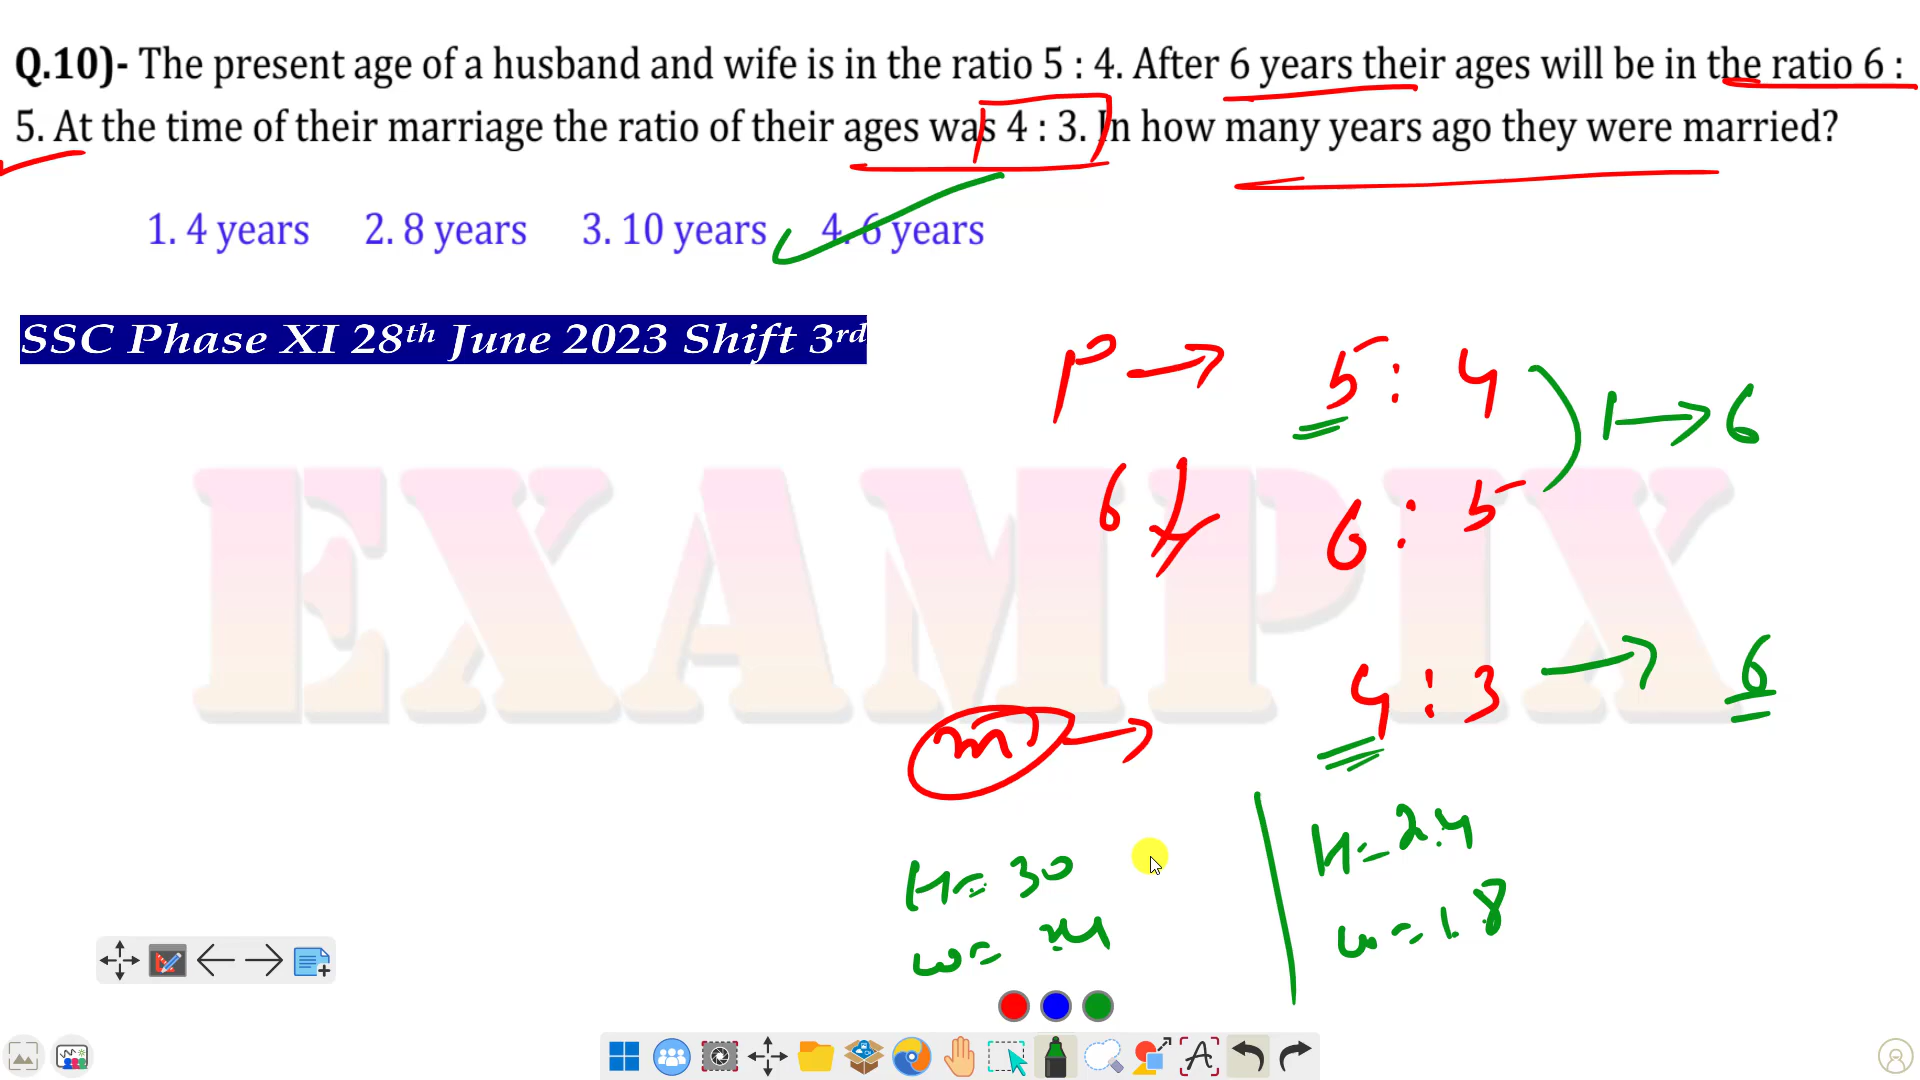 Q.10)- The present age of a husband and wife is in the ratio 5 : 4. After 6 years their ages will be in the ratio 6 :
5. At the time of their marriage the ratio of their ages was 4 : 3. In how many years ago they were married?
1. 4 years 2. 8 years 3. 10 years 4. 6 years
SSC Phase XI 28th June 2023 Shift 3rd
P → 5 : 4
1 → 6
6 6 : 5
EXAMPIX
m → 4 : 3 → 6
H = 30
w = 24
H = 24
w = 18